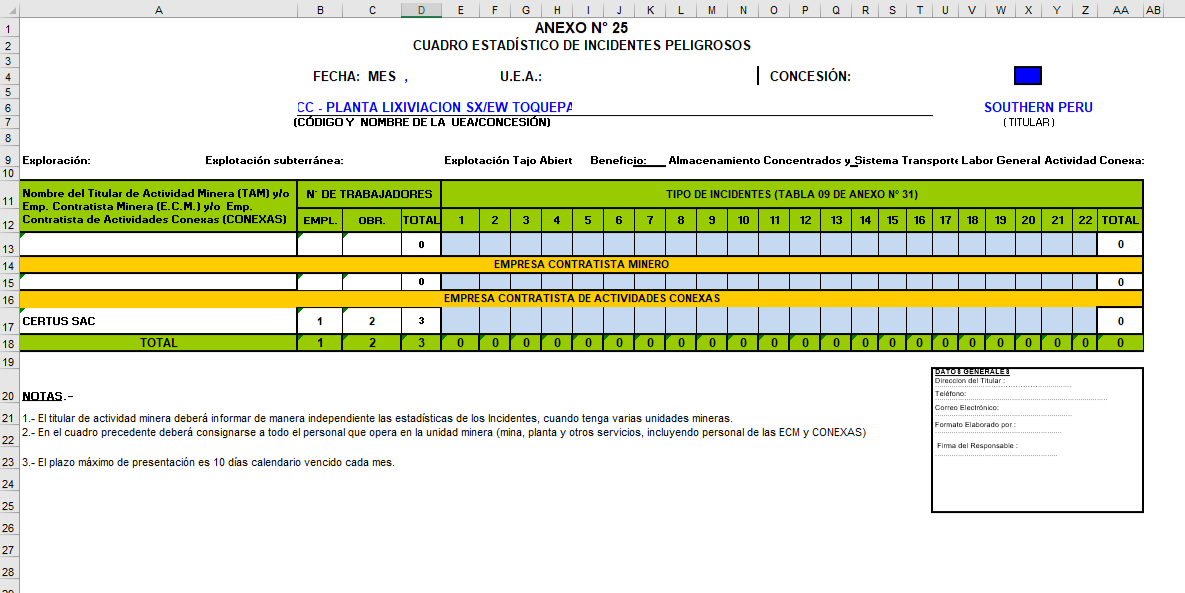 A B C D E F G H I J K L M N O P Q R S T U V W X Y Z AA AB
1 ANEXO N° 25
2 CUADRO ESTADÍSTICO DE INCIDENTES PELIGROSOS
3
4 FECHA: MES , U.E.A.: CONCESIÓN:
5
6 CC - PLANTA LIXIVIACION SX/EW TOQUEPA SOUTHERN PERU
7 (CÓDIGO Y NOMBRE DE LA UEA/CONCESIÓN) (TITULAR)
8
9 Exploración: Explotación subterránea: Explotación Tajo Abiert Beneficio: Almacenamiento Concentrados y Sistema Transporte Labor General Actividad Conexa:
10
11 Nombre del Titular de Actividad Minera (TAM) y/o N° DE TRABAJADORES TIPO DE INCIDENTES (TABLA 09 DE ANEXO N° 31)
Emp. Contratista Minera (E.C.M.) y/o Emp.
12 Contratista de Actividades Conexas (CONEXAS) EMPL. OBR. TOTAL 1 2 3 4 5 6 7 8 9 10 11 12 13 14 15 16 17 18 19 20 21 22 TOTAL
13 0 0
14 EMPRESA CONTRATISTA MINERO
15 0 0
16 EMPRESA CONTRATISTA DE ACTIVIDADES CONEXAS
17 CERTUS SAC 1 2 3 0
18 TOTAL 1 2 3 0 0 0 0 0 0 0 0 0 0 0 0 0 0 0 0 0 0 0 0 0 0 0
19
DATOS GENERALES
Direccion del Titular :
20 NOTAS.-
Teléfono:
Correo Electrónico:
21 1.- El titular de actividad minera deberá informar de manera independiente las estadísticas de los Incidentes, cuando tenga varias unidades mineras.
Formato Elaborado por :
22 2.- En el cuadro precedente deberá consignarse a todo el personal que opera en la unidad minera (mina, planta y otros servicios, incluyendo personal de las ECM y CONEXAS)
Firma del Responsable :
23 3.- El plazo máximo de presentación es 10 días calendario vencido cada mes.
24
25
26
27
28